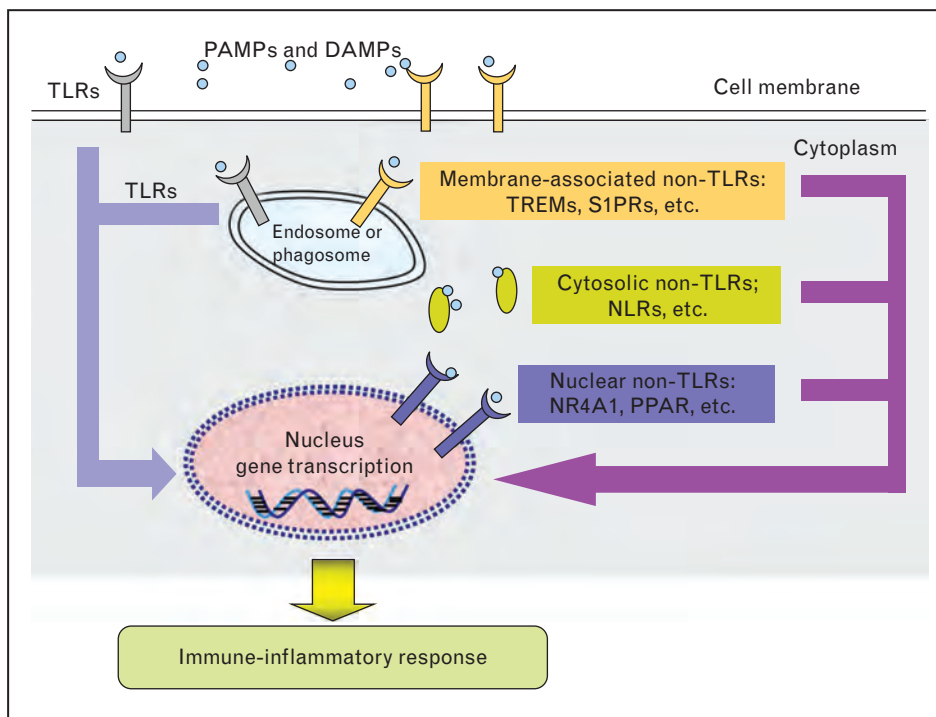 PAMPs and DAMPs
TLRs
Cell membrane
Cytoplasm
TLRs
Membrane-associated non-TLRs:
TREMs, S1PRs, etc.
Endosome or
phagosome
Cytosolic non-TLRs;
NLRs, etc.
Nuclear non-TLRs:
NR4A1, PPAR, etc.
Nucleus
gene transcription
Immune-inflammatory response